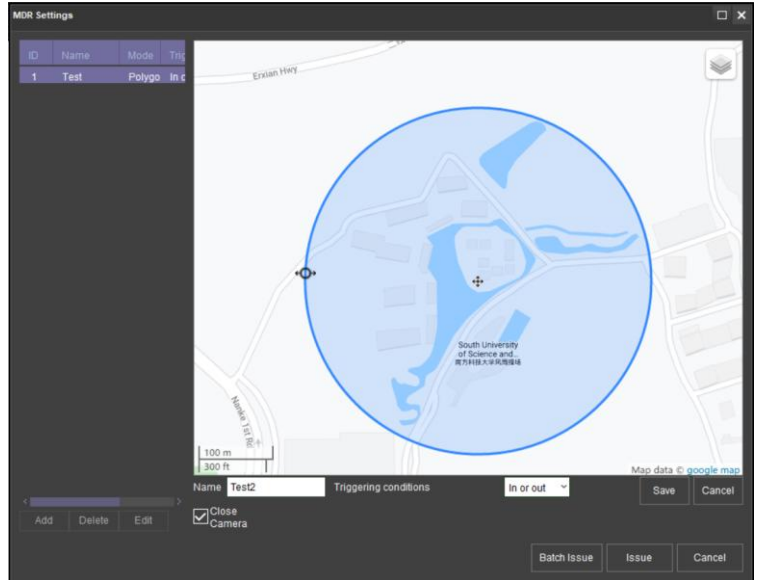 MDR Settings
ID Name Mode Trig
1 Test Polygo In o
Erxian Hwy
South University
of Science and...
南方科技大学风雨操场
Nanke 1st Rd
100 m
300 ft
Map data © google map
Name Test2 Triggering conditions In or out Save Cancel
Close
Camera
Add Delete Edit
Batch Issue Issue Cancel